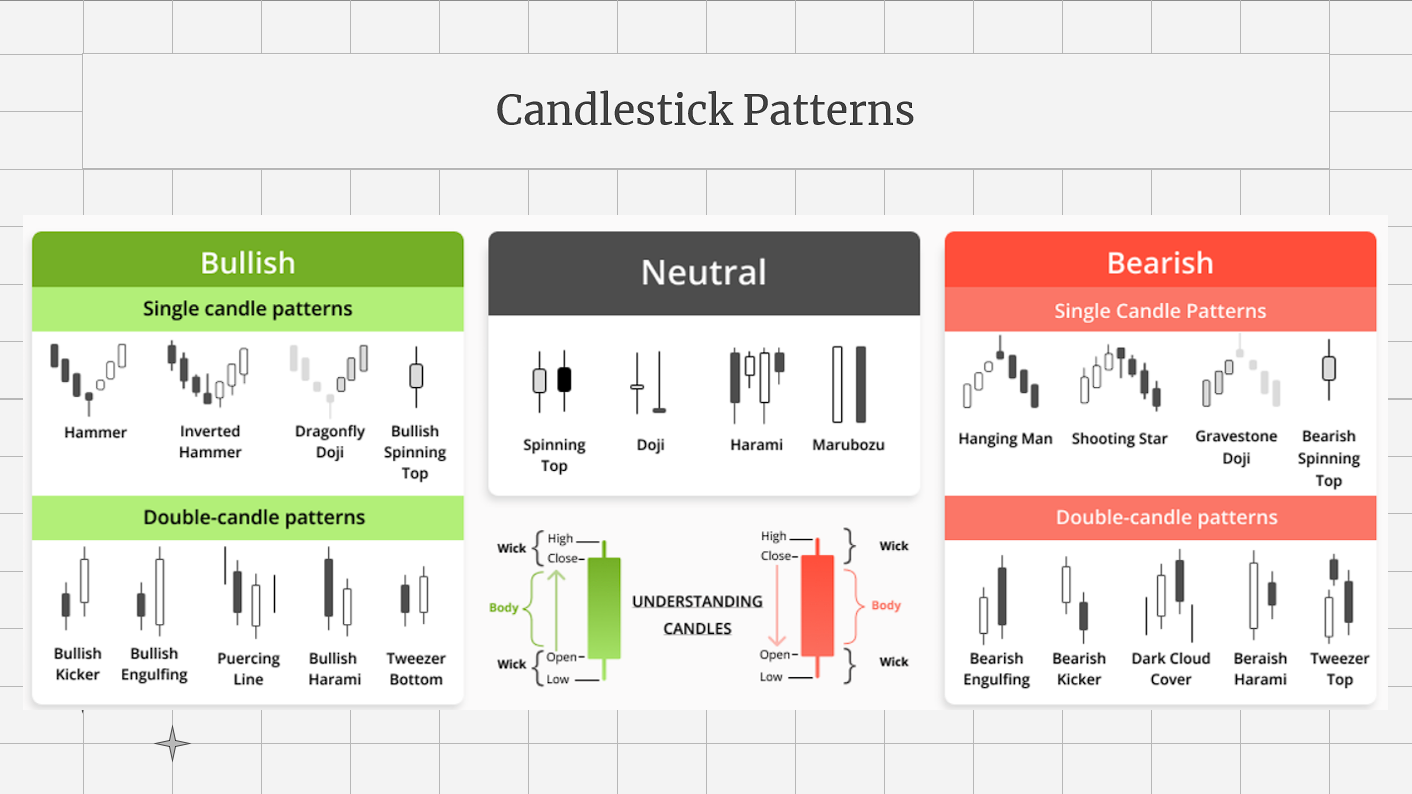 Candlestick Patterns
Bullish
Single candle patterns
Hammer
Inverted
Hammer
Dragonfly
Doji
Bullish
Spinning
Top
Double-candle patterns
Bullish
Kicker
Bullish
Engulfing
Puercing
Line
Bullish
Harami
Tweezer
Bottom
Neutral
Spinning
Top
Doji
Harami
Marubozu
Wick
High
Close
Body
Wick
Open
Low
UNDERSTANDING
CANDLES
High
Close
Wick
Body
Open
Low
Wick
Bearish
Single Candle Patterns
Hanging Man
Shooting Star
Gravestone
Doji
Bearish
Spinning
Top
Double-candle patterns
Bearish
Engulfing
Bearish
Kicker
Dark Cloud
Cover
Beraish
Harami
Tweezer
Top